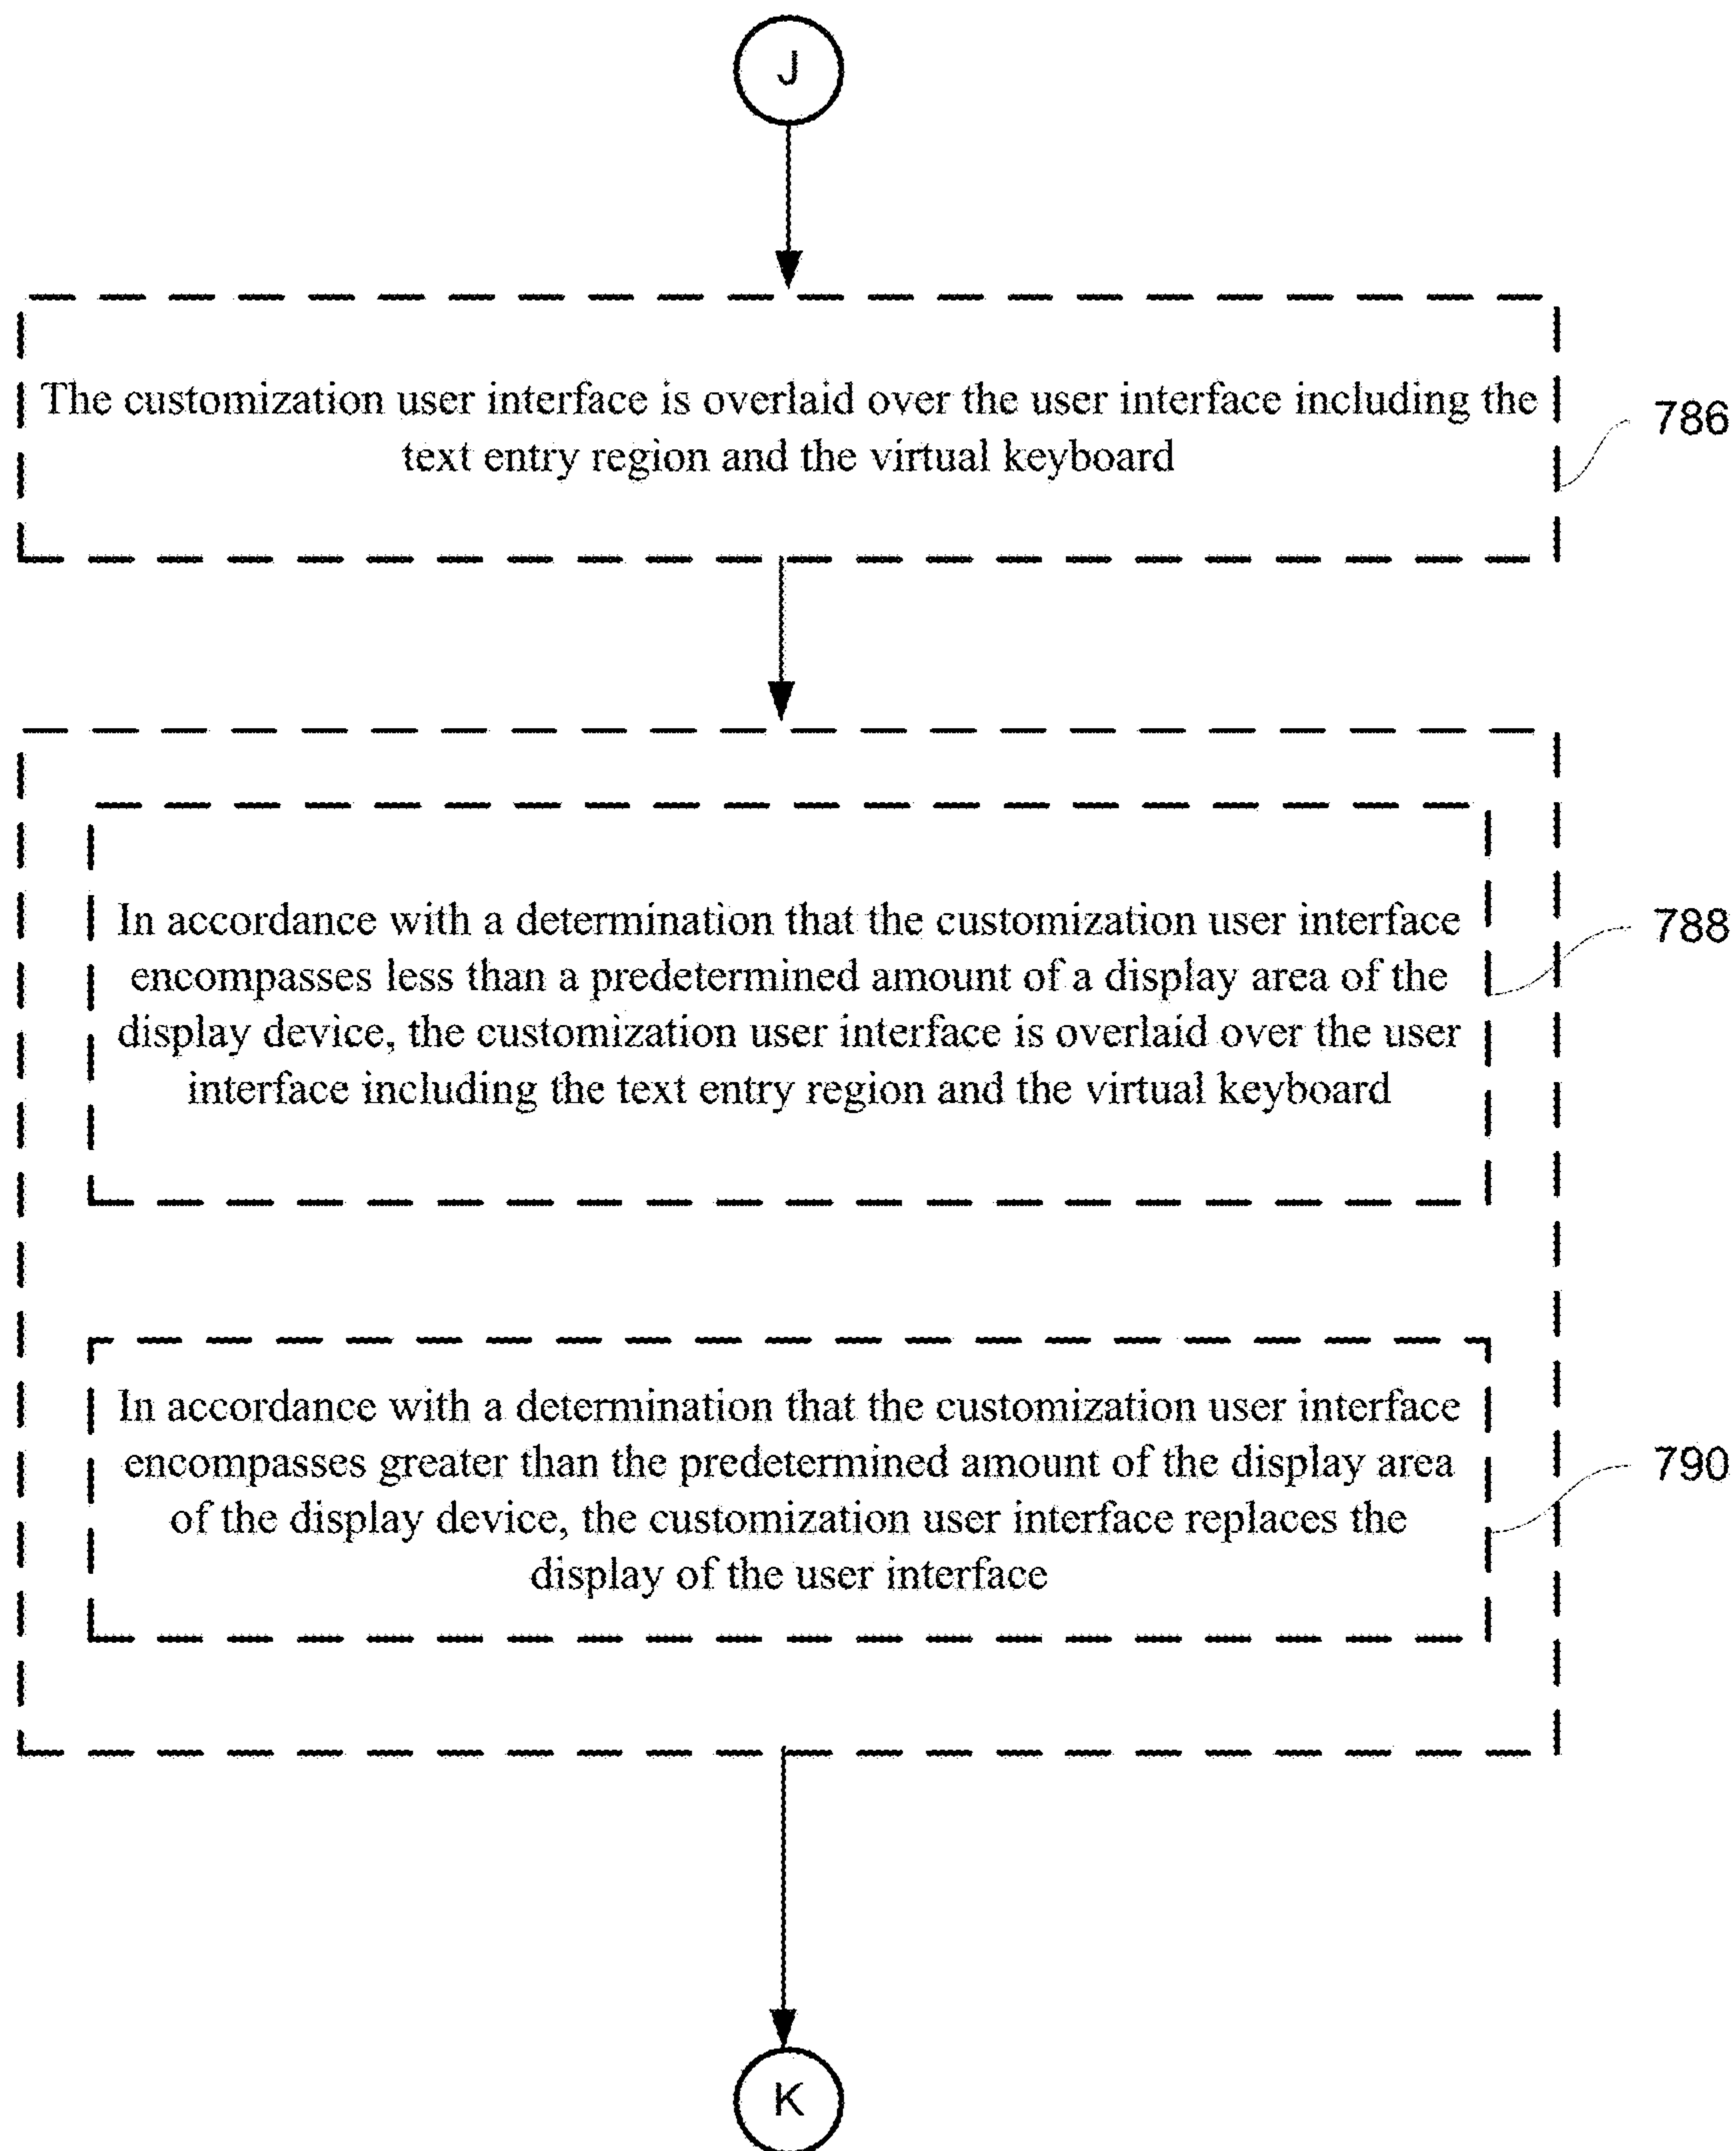 J
The customization user interface is overlaid over the user interface including the
text entry region and the virtual keyboard
786
In accordance with a determination that the customization user interface
encompasses less than a predetermined amount of a display area of the
display device, the customization user interface is overlaid over the user
interface including the text entry region and the virtual keyboard
788
In accordance with a determination that the customization user interface
encompasses greater than the predetermined amount of the display area
of the display device, the customization user interface replaces the
display of the user interface
790
K